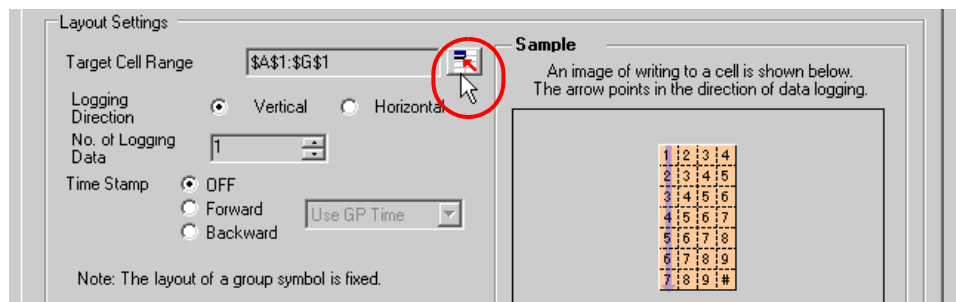 Layout Settings
Target Cell Range
$A$1:$G$1
Logging
Direction
Vertical
Horizontal
No. of Logging
Data
1
Time Stamp
OFF
Forward
Backward
Use GP Time
Note: The layout of a group symbol is fixed.
Sample
An image of writing to a cell is shown below.
The arrow points in the direction of data logging.
1 2 3 4
2 3 4 5
3 4 5 6
4 5 6 7
5 6 7 8
6 7 8 9
7 8 9 #